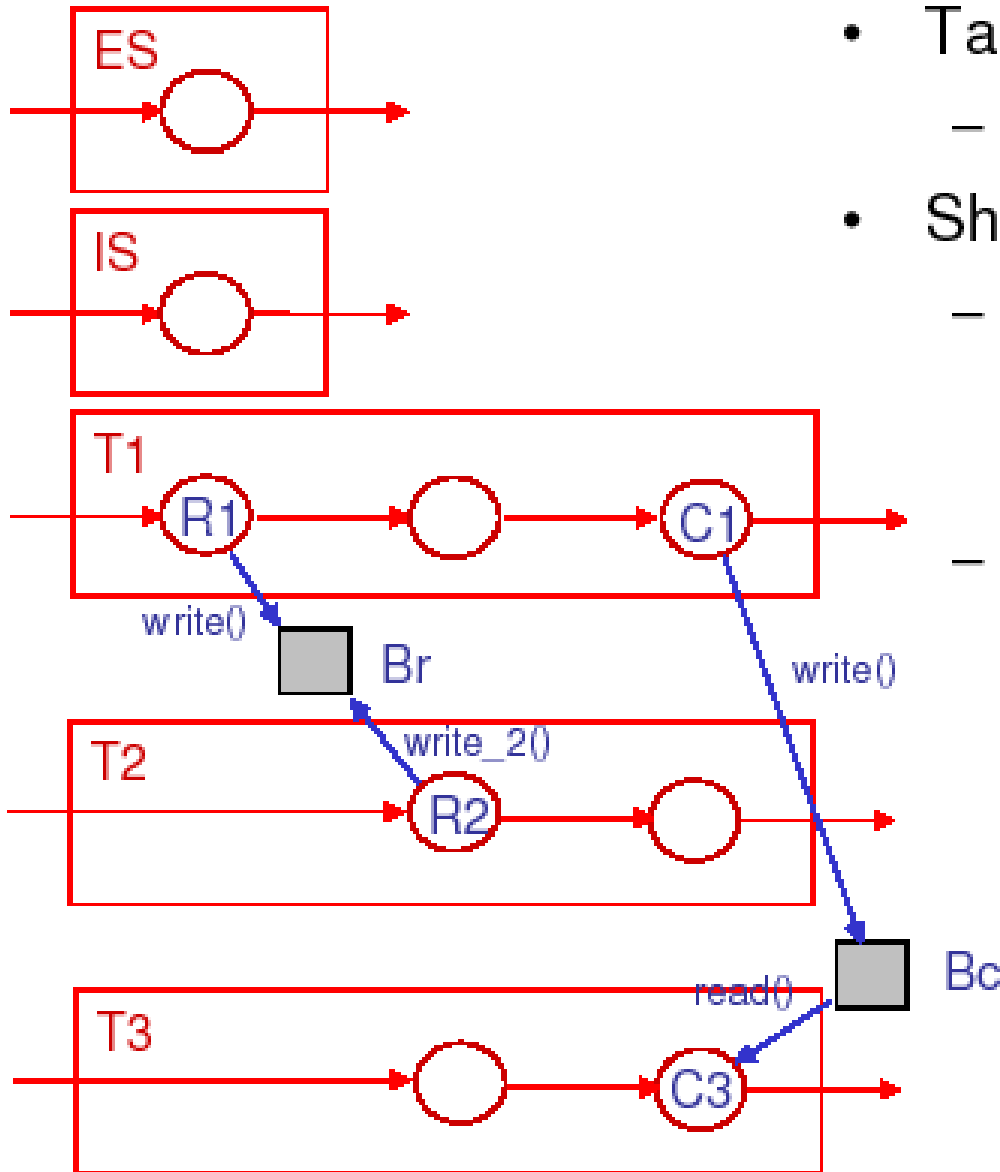 ES
• Ta
–
• Sh
IS
–
T1
R1
C1
–
write()
Br
write()
T2
write_2()
R2
Bc
read()
T3
C3